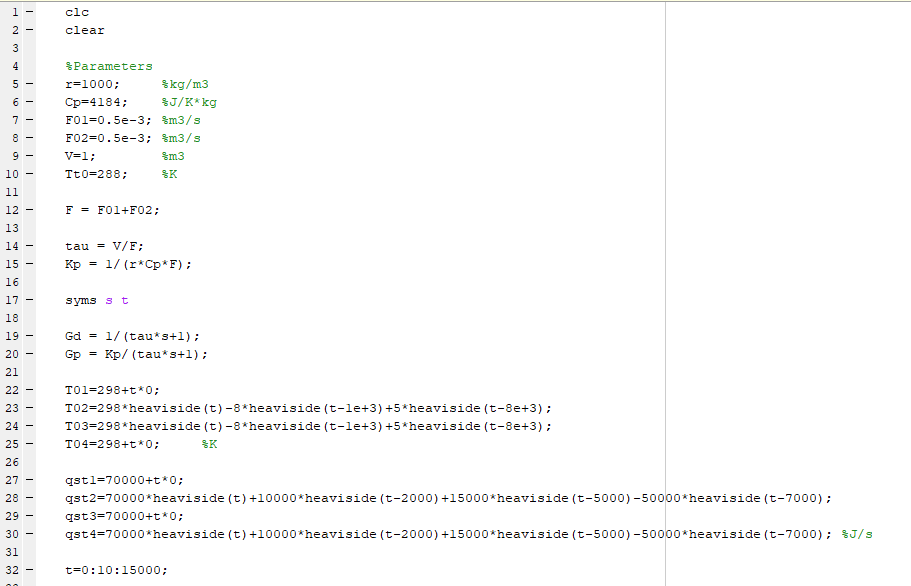 1 - clc
2 - clear
3
4 %Parameters
5 - r=1000; %kg/m3
6 - Cp=4184; %J/K*kg
7 - F01=0.5e-3; %m3/s
8 - F02=0.5e-3; %m3/s
9 - V=1; %m3
10 - Tt0=288; %K
11
12 - F = F01+F02;
13
14 - tau = V/F;
15 - Kp = 1/(r*Cp*F);
16
17 - syms s t
18
19 - Gd = 1/(tau*s+1);
20 - Gp = Kp/(tau*s+1);
21
22 - T01=298+t*0;
23 - T02=298*heaviside(t)-8*heaviside(t-1e+3)+5*heaviside(t-8e+3);
24 - T03=298*heaviside(t)-8*heaviside(t-1e+3)+5*heaviside(t-8e+3);
25 - T04=298+t*0; %K
26
27 - qst1=70000+t*0;
28 - qst2=70000*heaviside(t)+10000*heaviside(t-2000)+15000*heaviside(t-5000)-50000*heaviside(t-7000);
29 - qst3=70000+t*0;
30 - qst4=70000*heaviside(t)+10000*heaviside(t-2000)+15000*heaviside(t-5000)-50000*heaviside(t-7000); %J/s
31
32 - t=0:10:15000;